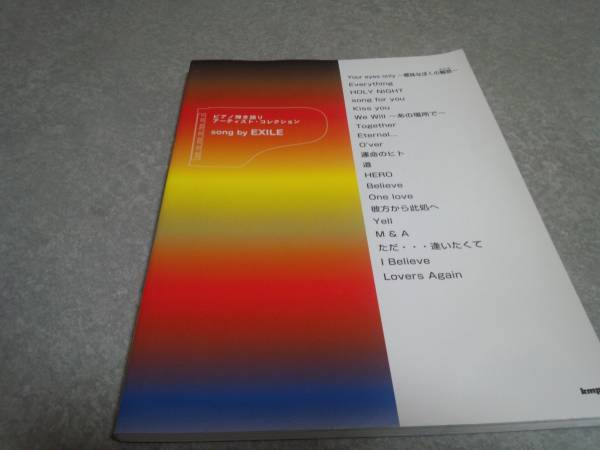 ピアノ弾き語り
アーティスト・コレクション
song by EXILE
Your eyes only ～曖昧なぼくの輪郭～
Everything
HOLY NIGHT
song for you
Kiss you
We Will ～あの場所で～
Together
Eternal...
O'ver
運命のヒト
道
HERO
Believe
One love
彼方から此処へ
Yell
M & A
ただ・・・逢いたくて
I Believe
Lovers Again
kmp